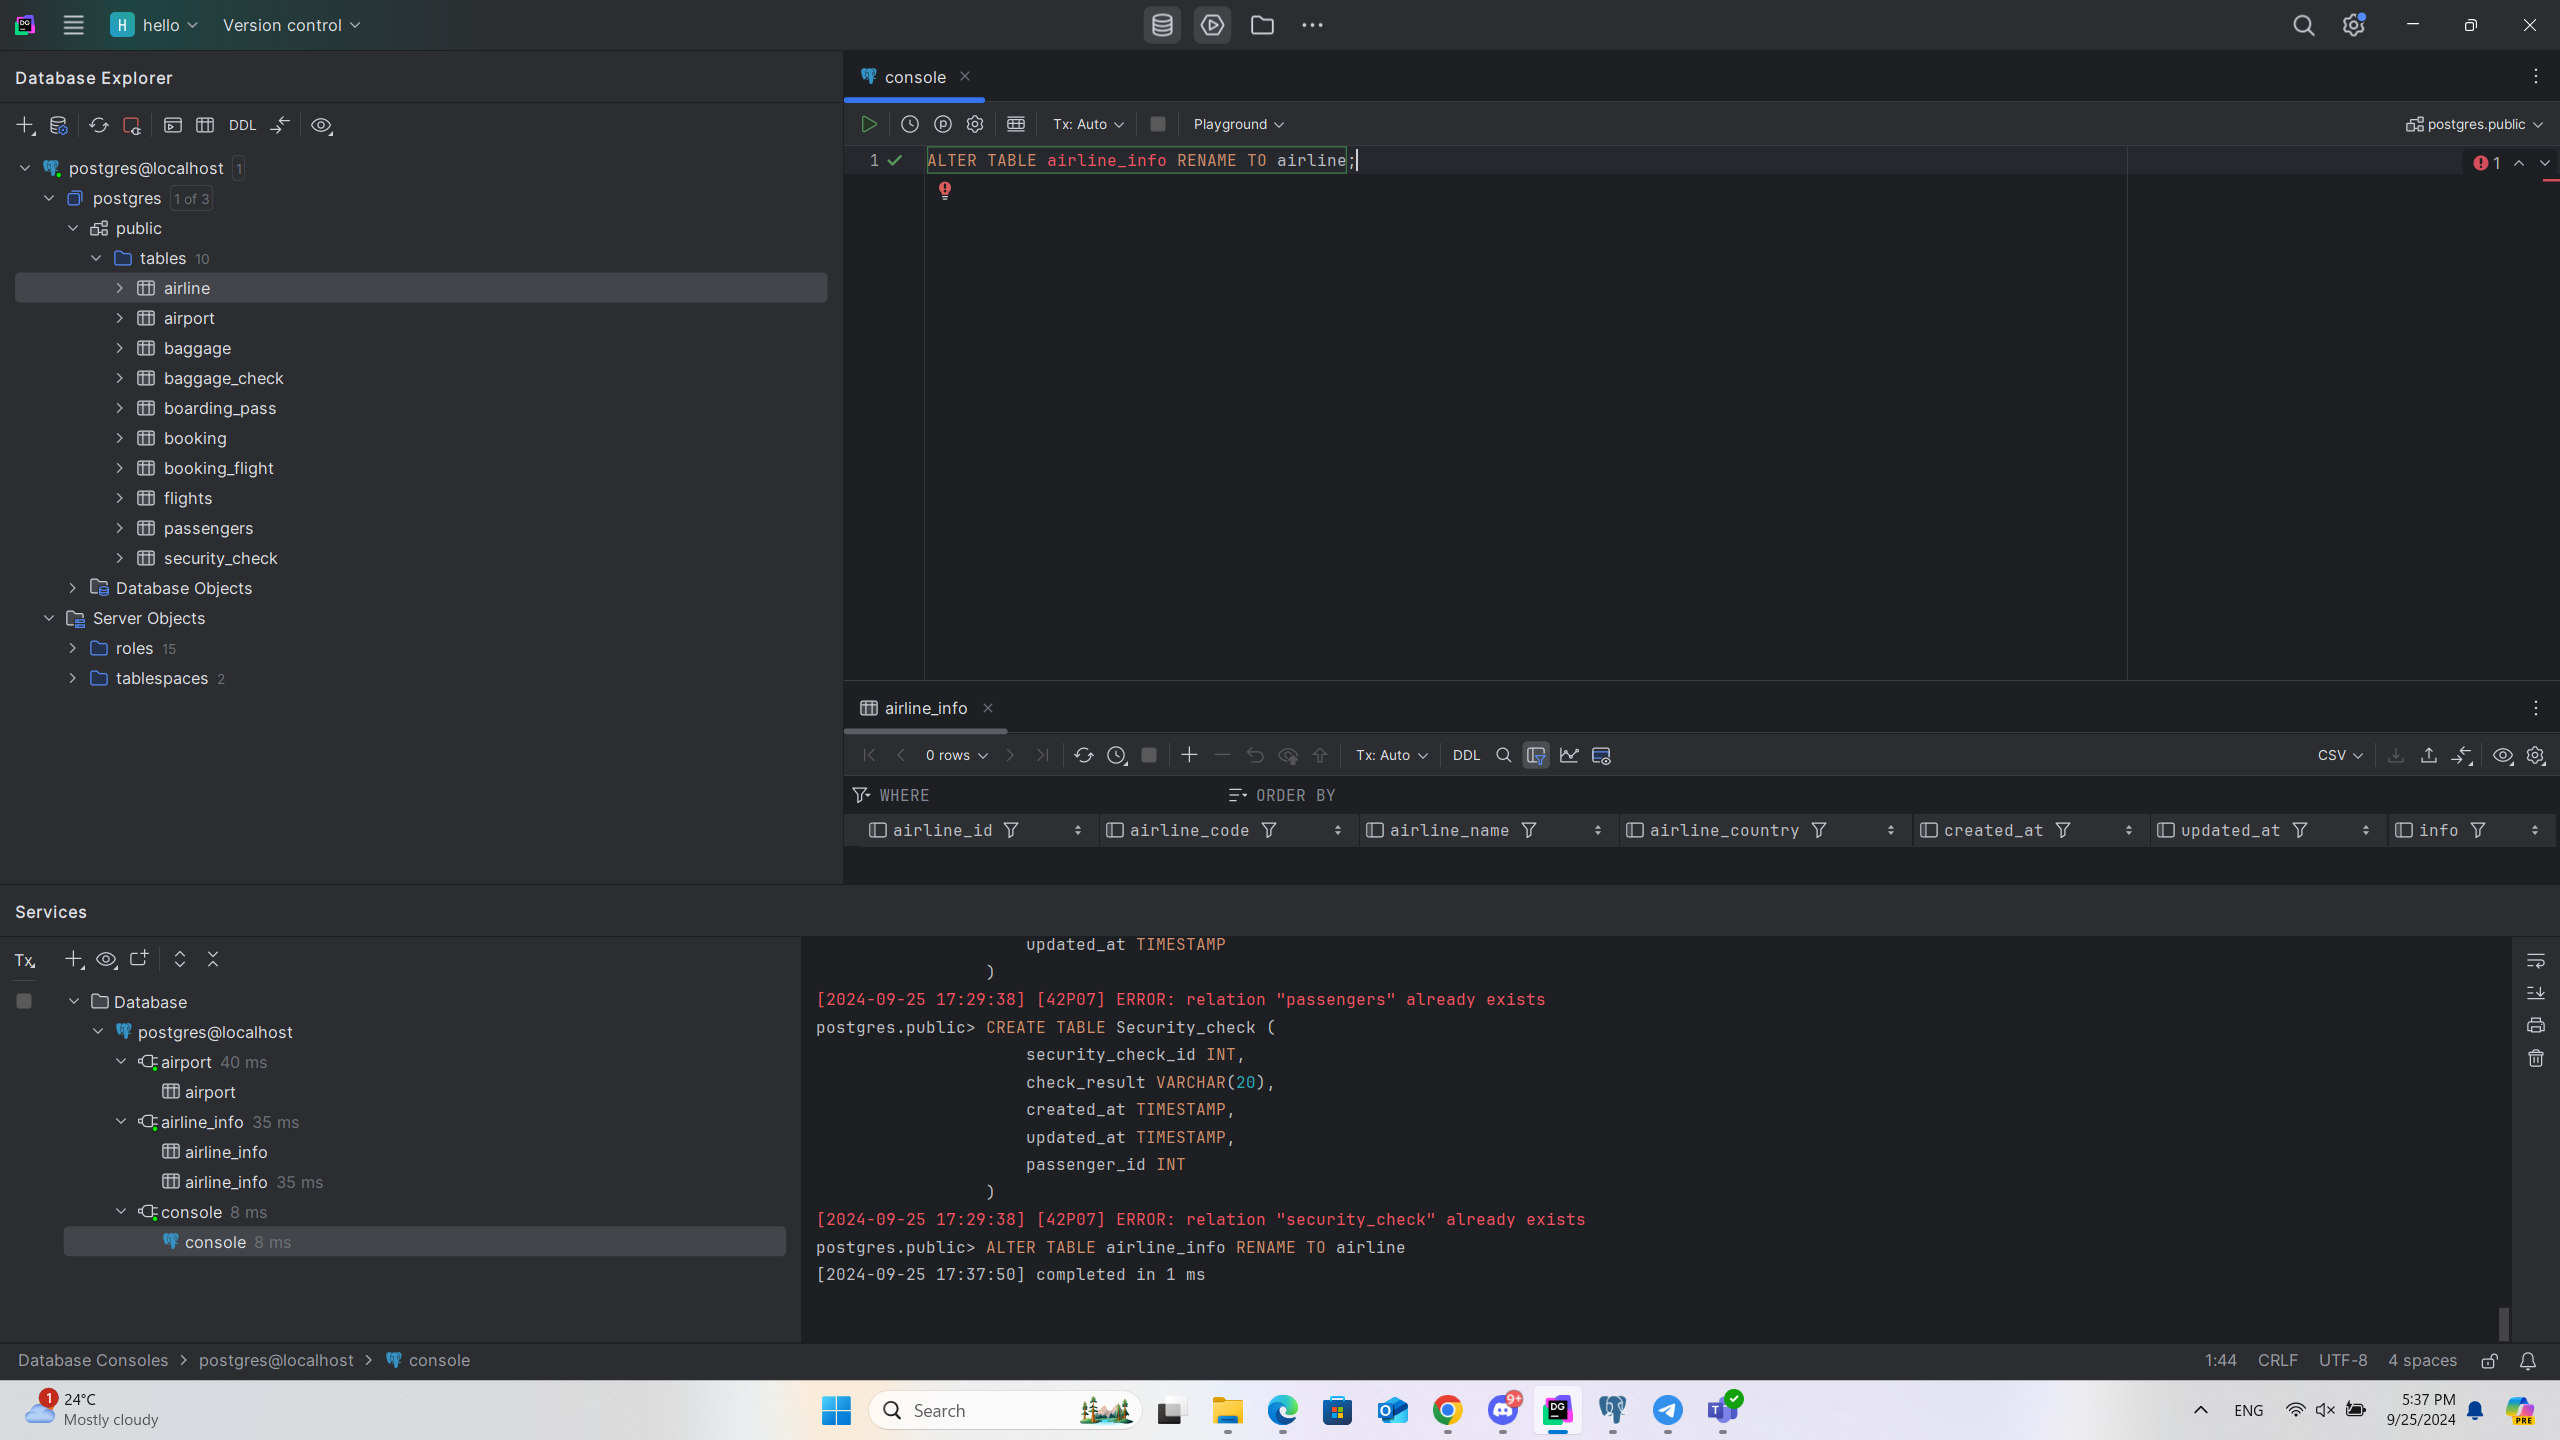 H hello Version control
Database Explorer
DDL
postgres@localhost 1
postgres 1 of 3
public
tables 10
airline
airport
baggage
baggage_check
boarding_pass
booking
booking_flight
flights
passengers
security_check
Database Objects
Server Objects
roles 15
tablespaces 2
console
Tx: Auto Playground postgres.public
1 ALTER TABLE airline_info RENAME TO airline; 1
airline_info
0 rows Tx: Auto DDL CSV
WHERE ORDER BY
airline_id airline_code airline_name airline_country created_at updated_at info
Services
Tx
Database
postgres@localhost
airport 40 ms
airport
airline_info 35 ms
airline_info
airline_info 35 ms
console 8 ms
console 8 ms
updated_at TIMESTAMP
)
[2024-09-25 17:29:38] [42P07] ERROR: relation "passengers" already exists
postgres.public> CREATE TABLE Security_check (
security_check_id INT,
check_result VARCHAR(20),
created_at TIMESTAMP,
updated_at TIMESTAMP,
passenger_id INT
)
[2024-09-25 17:29:38] [42P07] ERROR: relation "security_check" already exists
postgres.public> ALTER TABLE airline_info RENAME TO airline
[2024-09-25 17:37:50] completed in 1 ms
Database Consoles > postgres@localhost > console 1:44 CRLF UTF-8 4 spaces
1 24°C
Mostly cloudy
Search
9+
DG
ENG
5:37 PM
9/25/2024
PRE